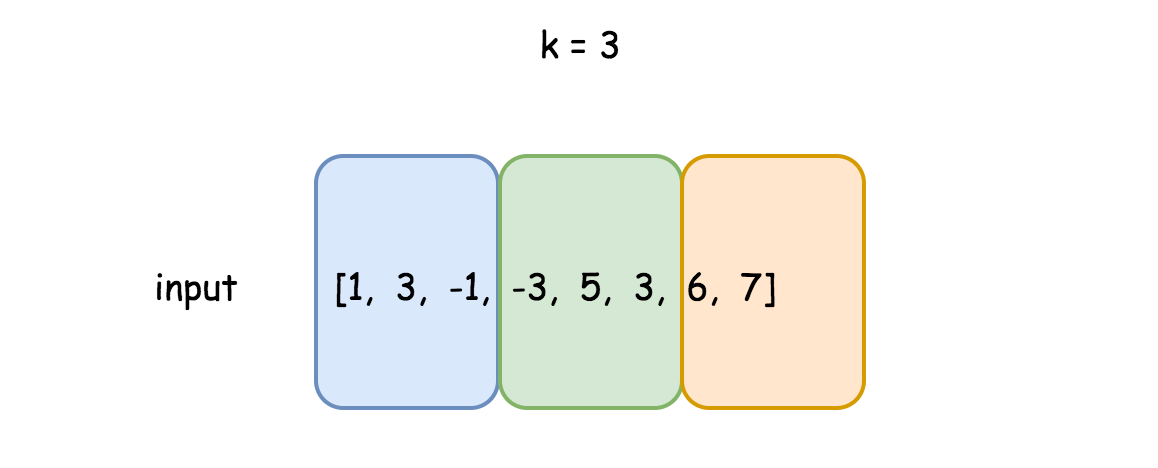 k = 3
input [1, 3, -1, -3, 5, 3, 6, 7]